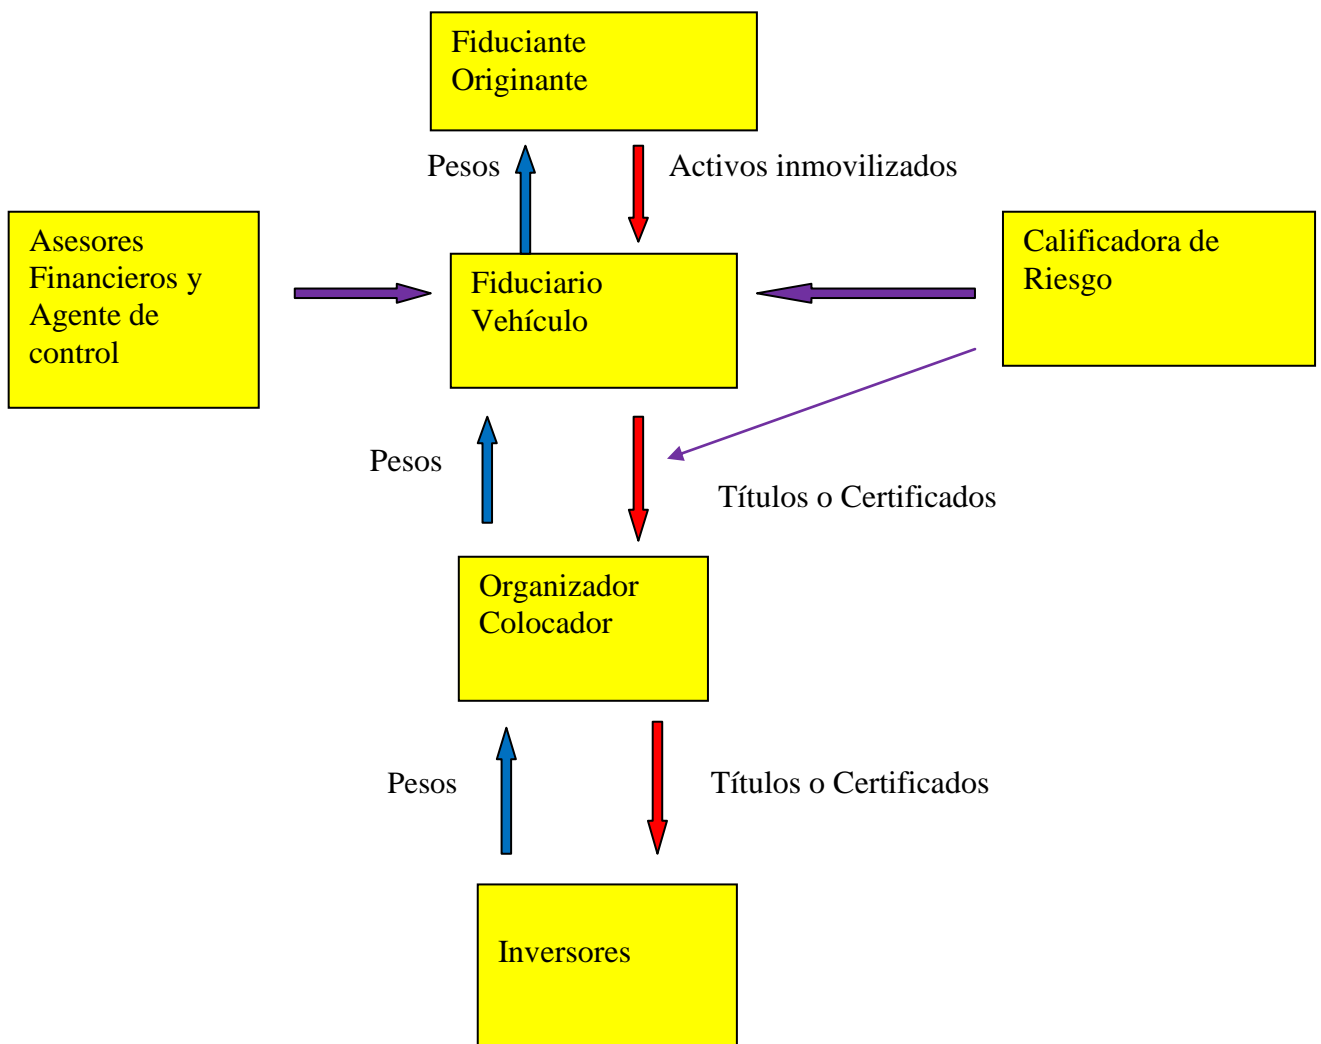 Fiduciante
Originante
Pesos
Activos inmovilizados
Asesores
Financieros y
Agente de
control
Fiduciario
Vehículo
Calificadora de
Riesgo
Pesos
Títulos o Certificados
Organizador
Colocador
Pesos
Títulos o Certificados
Inversores